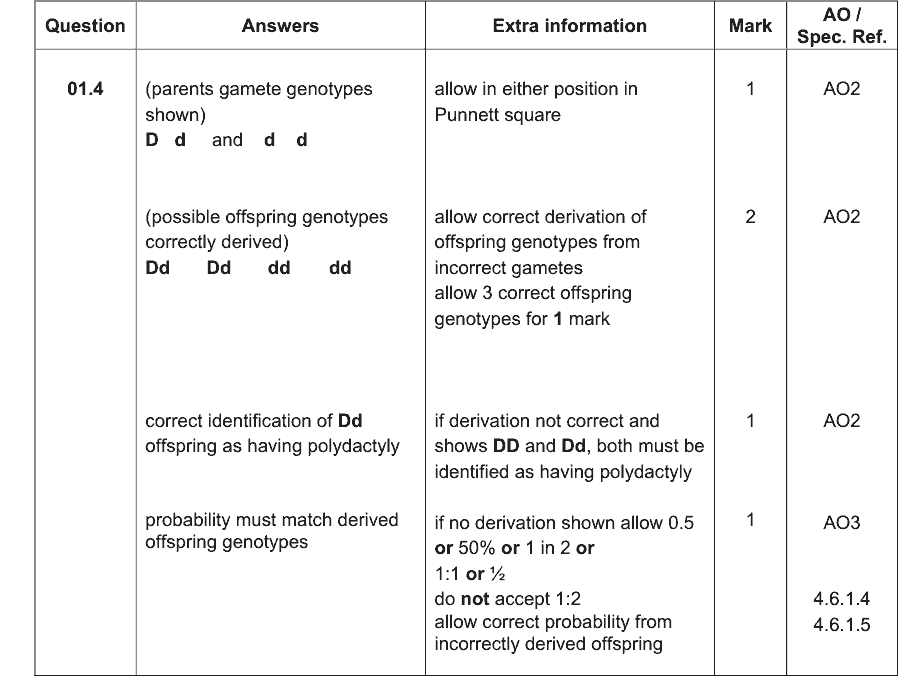 Question Answers Extra information Mark AO / Spec. Ref.
01.4 (parents gamete genotypes shown) allow in either position in Punnett square 1 AO2
D d and d d
(possible offspring genotypes correctly derived) allow correct derivation of offspring genotypes from incorrect gametes 2 AO2
Dd Dd dd dd
allow 3 correct offspring genotypes for 1 mark
correct identification of Dd offspring as having polydactyly if derivation not correct and shows DD and Dd, both must be identified as having polydactyly 1 AO2
probability must match derived offspring genotypes if no derivation shown allow 0.5 or 50% or 1 in 2 or 1 AO3
1:1 or ½
do not accept 1:2 4.6.1.4
allow correct probability from incorrectly derived offspring 4.6.1.5